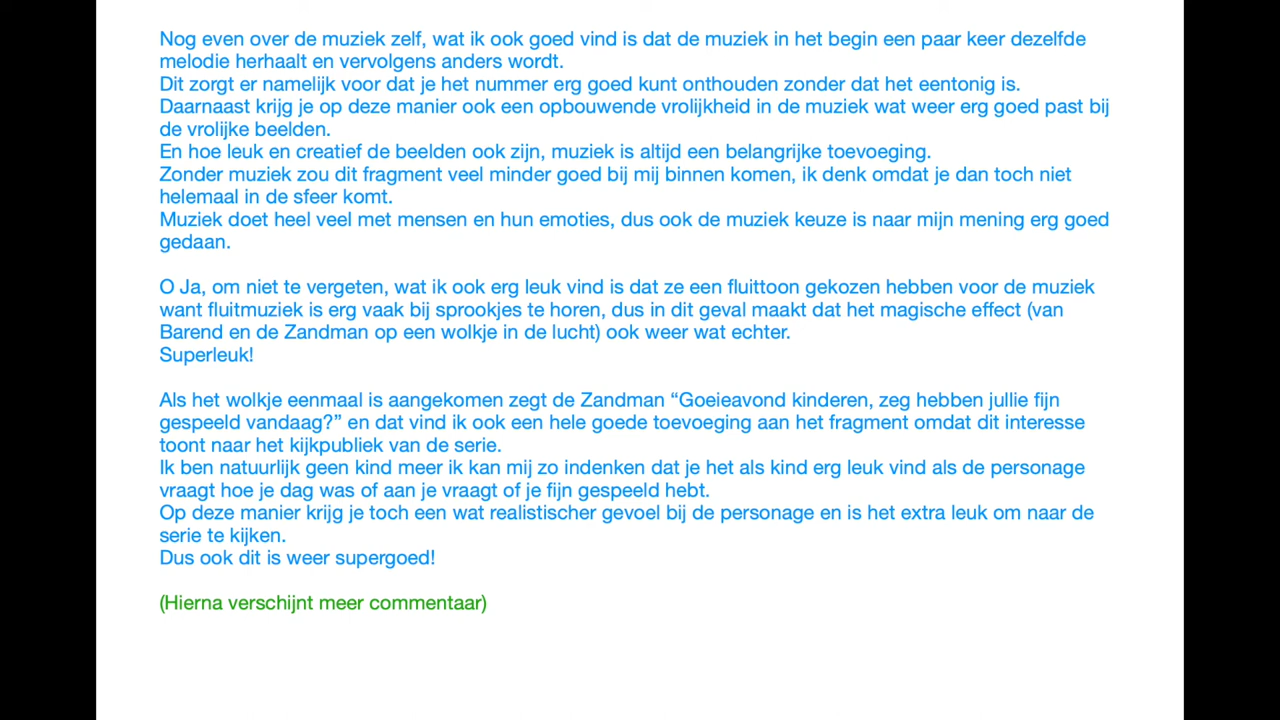 Nog even over de muziek zelf, wat ik ook goed vind is dat de muziek in het begin een paar keer dezelfde
melodie herhaalt en vervolgens anders wordt.
Dit zorgt er namelijk voor dat je het nummer erg goed kunt onthouden zonder dat het eentonig is.
Daarnaast krijg je op deze manier ook een opbouwende vrolijkheid in de muziek wat weer erg goed past bij
de vrolijke beelden.
En hoe leuk en creatief de beelden ook zijn, muziek is altijd een belangrijke toevoeging.
Zonder muziek zou dit fragment veel minder goed bij mij binnen komen, ik denk omdat je dan toch niet
helemaal in de sfeer komt.
Muziek doet heel veel met mensen en hun emoties, dus ook de muziek keuze is naar mijn mening erg goed
gedaan.
O Ja, om niet te vergeten, wat ik ook erg leuk vind is dat ze een fluittoon gekozen hebben voor de muziek
want fluitmuziek is erg vaak bij sprookjes te horen, dus in dit geval maakt dat het magische effect (van
Barend en de Zandman op een wolkje in de lucht) ook weer wat echter.
Superleuk!
Als het wolkje eenmaal is aangekomen zegt de Zandman “Goeieavond kinderen, zeg hebben jullie fijn
gespeeld vandaag?” en dat vind ik ook een hele goede toevoeging aan het fragment omdat dit interesse
toont naar het kijkpubliek van de serie.
Ik ben natuurlijk geen kind meer ik kan mij zo indenken dat je het als kind erg leuk vind als de personage
vraagt hoe je dag was of aan je vraagt of je fijn gespeeld hebt.
Op deze manier krijg je toch een wat realistischer gevoel bij de personage en is het extra leuk om naar de
serie te kijken.
Dus ook dit is weer supergoed!
(Hierna verschijnt meer commentaar)